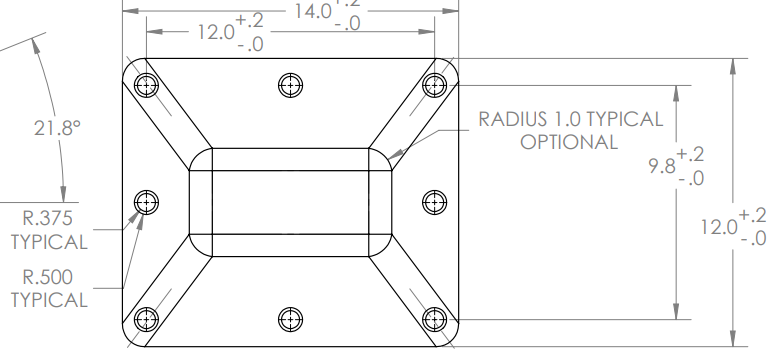 14.0 +.2 -.0
12.0 +.2 -.0
21.8°
RADIUS 1.0 TYPICAL
OPTIONAL
9.8 +.2 -.0
12.0 +.2 -.0
R.375
TYPICAL
R.500
TYPICAL